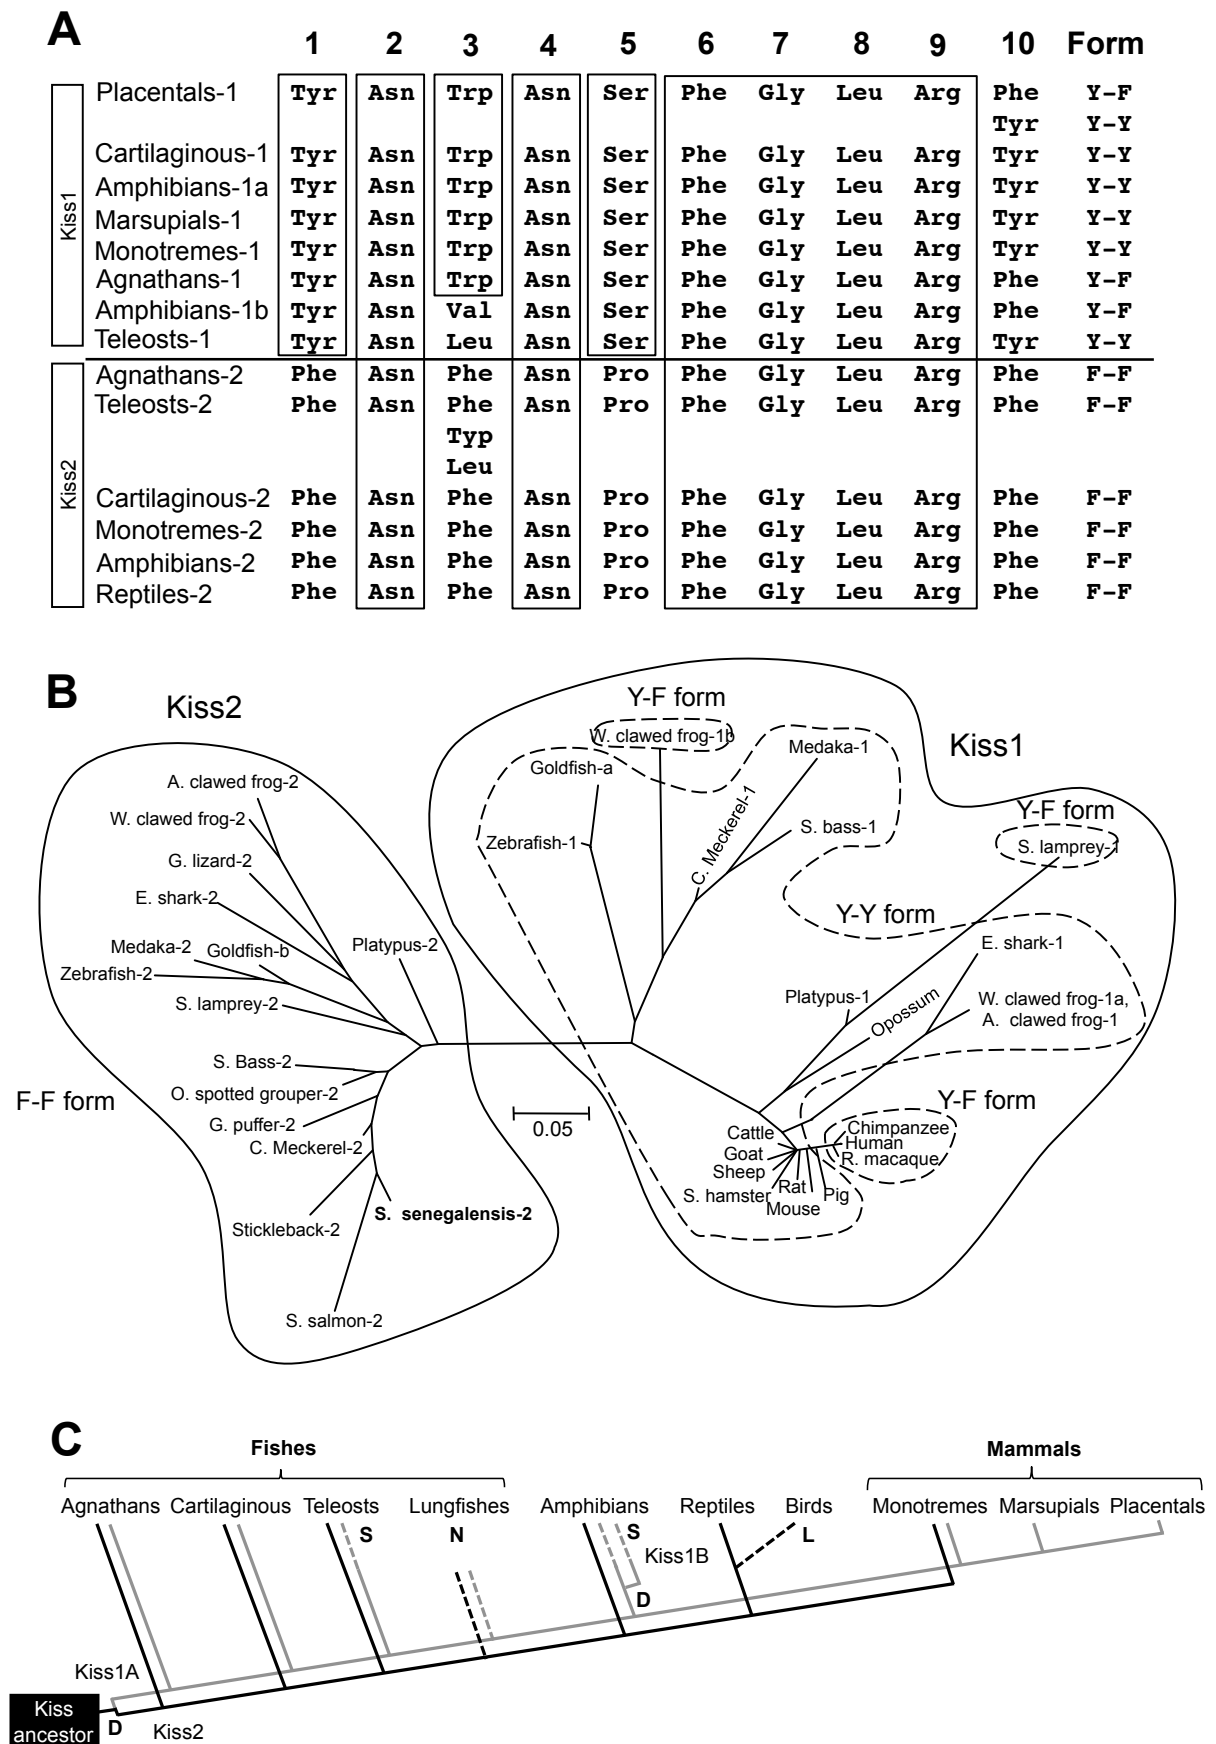 A
1 2 3 4 5 6 7 8 9 10 Form
Kiss1
Placentals-1 Tyr Asn Trp Asn Ser Phe Gly Leu Arg Phe Y-F
Tyr Y-Y
Cartilaginous-1 Tyr Asn Trp Asn Ser Phe Gly Leu Arg Tyr Y-Y
Amphibians-1a Tyr Asn Trp Asn Ser Phe Gly Leu Arg Tyr Y-Y
Marsupials-1 Tyr Asn Trp Asn Ser Phe Gly Leu Arg Tyr Y-Y
Monotremes-1 Tyr Asn Trp Asn Ser Phe Gly Leu Arg Tyr Y-Y
Agnathans-1 Tyr Asn Trp Asn Ser Phe Gly Leu Arg Phe Y-F
Amphibians-1b Tyr Asn Val Asn Ser Phe Gly Leu Arg Phe Y-F
Teleosts-1 Tyr Asn Leu Asn Ser Phe Gly Leu Arg Tyr Y-Y
Kiss2
Agnathans-2 Phe Asn Phe Asn Pro Phe Gly Leu Arg Phe F-F
Teleosts-2 Phe Asn Phe Asn Pro Phe Gly Leu Arg Phe F-F
Typ
Leu
Cartilaginous-2 Phe Asn Phe Asn Pro Phe Gly Leu Arg Phe F-F
Monotremes-2 Phe Asn Phe Asn Pro Phe Gly Leu Arg Phe F-F
Amphibians-2 Phe Asn Phe Asn Pro Phe Gly Leu Arg Phe F-F
Reptiles-2 Phe Asn Phe Asn Pro Phe Gly Leu Arg Phe F-F
B
Kiss2
A. clawed frog-2
W. clawed frog-2
G. lizard-2
E. shark-2
Medaka-2
Goldfish-b
Zebrafish-2
S. lamprey-2
Platypus-2
S. Bass-2
O. spotted grouper-2
G. puffer-2
C. Meckerel-2
Stickleback-2
S. senegalensis-2
S. salmon-2
F-F form
0.05
Kiss1
Y-F form
W. clawed frog-1b
Goldfish-a
Zebrafish-1
C. Meckerel-1
Medaka-1
S. bass-1
Y-F form
S. lamprey-1
Y-Y form
E. shark-1
Platypus-1
Opossum
W. clawed frog-1a,
A. clawed frog-1
Y-F form
Chimpanzee
Human
R. macaque
Cattle
Goat
Sheep
S. hamster
Rat
Mouse
Pig
C
Fishes
Mammals
Agnathans Cartilaginous Teleosts Lungfishes Amphibians Reptiles Birds Monotremes Marsupials Placentals
S N S L
Kiss1B
D
Kiss1A
Kiss
ancestor
D
Kiss2